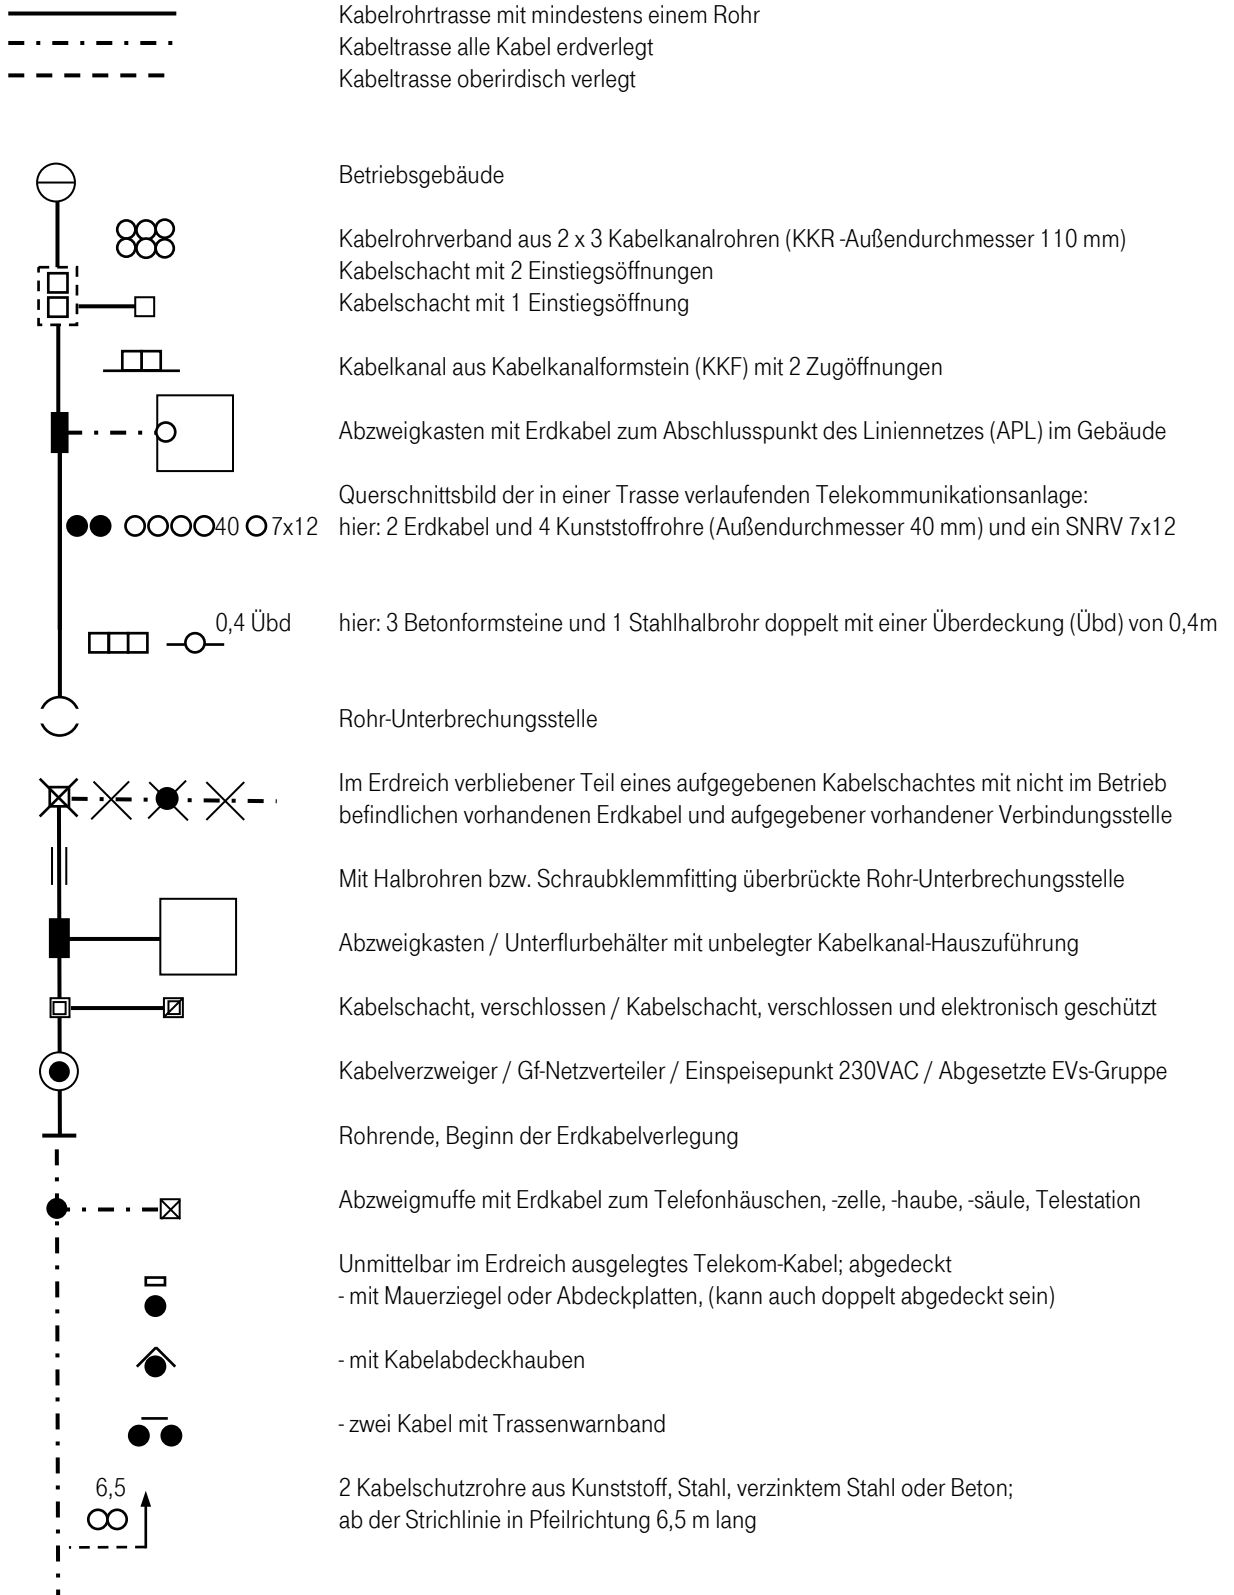 Kabelrohrtrasse mit mindestens einem Rohr
Kabeltrasse alle Kabel erdverlegt
Kabeltrasse oberirdisch verlegt
Betriebsgebäude
Kabelrohrverband aus 2 x 3 Kabelkanalrohren (KKR -Außendurchmesser 110 mm)
Kabelschacht mit 2 Einstiegsöffnungen
Kabelschacht mit 1 Einstiegsöffnung
Kabelkanal aus Kabelkanalformstein (KKF) mit 2 Zugöffnungen
Abzweigkasten mit Erdkabel zum Abschlusspunkt des Liniennetzes (APL) im Gebäude
Querschnittsbild der in einer Trasse verlaufenden Telekommunikationsanlage:
40 7x12 hier: 2 Erdkabel und 4 Kunststoffrohre (Außendurchmesser 40 mm) und ein SNRV 7x12
0,4 Übd hier: 3 Betonformsteine und 1 Stahlhalbrohr doppelt mit einer Überdeckung (Übd) von 0,4m
Rohr-Unterbrechungsstelle
Im Erdreich verbliebener Teil eines aufgegebenen Kabelschachtes mit nicht im Betrieb
befindlichen vorhandenen Erdkabel und aufgegebener vorhandener Verbindungsstelle
Mit Halbrohren bzw. Schraubklemmfitting überbrückte Rohr-Unterbrechungsstelle
Abzweigkasten / Unterflurbehälter mit unbelegter Kabelkanal-Hauszuführung
Kabelschacht, verschlossen / Kabelschacht, verschlossen und elektronisch geschützt
Kabelverzweiger / Gf-Netzverteiler / Einspeisepunkt 230VAC / Abgesetzte EVs-Gruppe
Rohrende, Beginn der Erdkabelverlegung
Abzweigmuffe mit Erdkabel zum Telefonhäuschen, -zelle, -haube, -säule, Telestation
Unmittelbar im Erdreich ausgelegtes Telekom-Kabel; abgedeckt
- mit Mauerziegel oder Abdeckplatten, (kann auch doppelt abgedeckt sein)
- mit Kabelabdeckhauben
- zwei Kabel mit Trassenwarnband
6,5 2 Kabelschutzrohre aus Kunststoff, Stahl, verzinktem Stahl oder Beton;
ab der Strichlinie in Pfeilrichtung 6,5 m lang